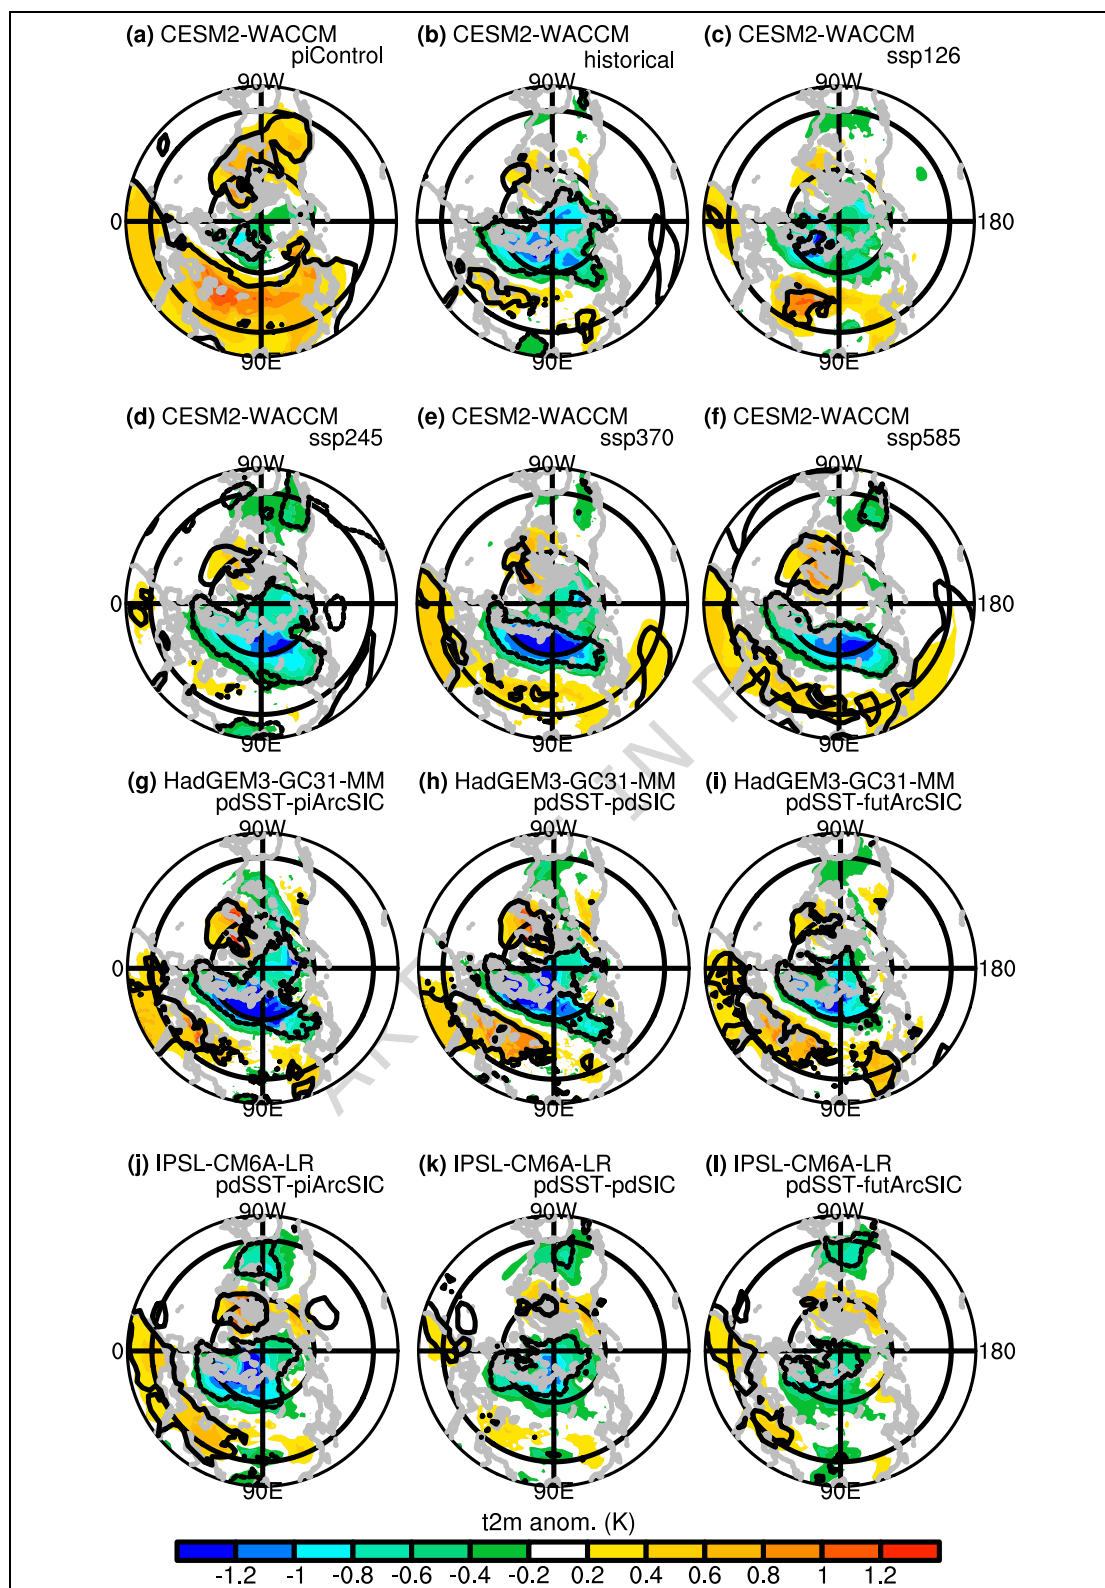 (a) CESM2-WACCM
piControl
(b) CESM2-WACCM
historical
(c) CESM2-WACCM
ssp126
90W
90W
90W
0
180
90E
90E
90E
(d) CESM2-WACCM
ssp245
(e) CESM2-WACCM
ssp370
(f) CESM2-WACCM
ssp585
90W
90W
90W
0
180
90E
90E
90E
(g) HadGEM3-GC31-MM
pdSST-piArcSIC
(h) HadGEM3-GC31-MM
pdSST-pdSIC
(i) HadGEM3-GC31-MM
pdSST-futArcSIC
90W
90W
90W
0
180
90E
90E
90E
(j) IPSL-CM6A-LR
pdSST-piArcSIC
(k) IPSL-CM6A-LR
pdSST-pdSIC
(l) IPSL-CM6A-LR
pdSST-futArcSIC
90W
90W
90W
0
180
90E
90E
90E
t2m anom. (K)
-1.2 -1 -0.8 -0.6 -0.4 -0.2 0.2 0.4 0.6 0.8 1 1.2